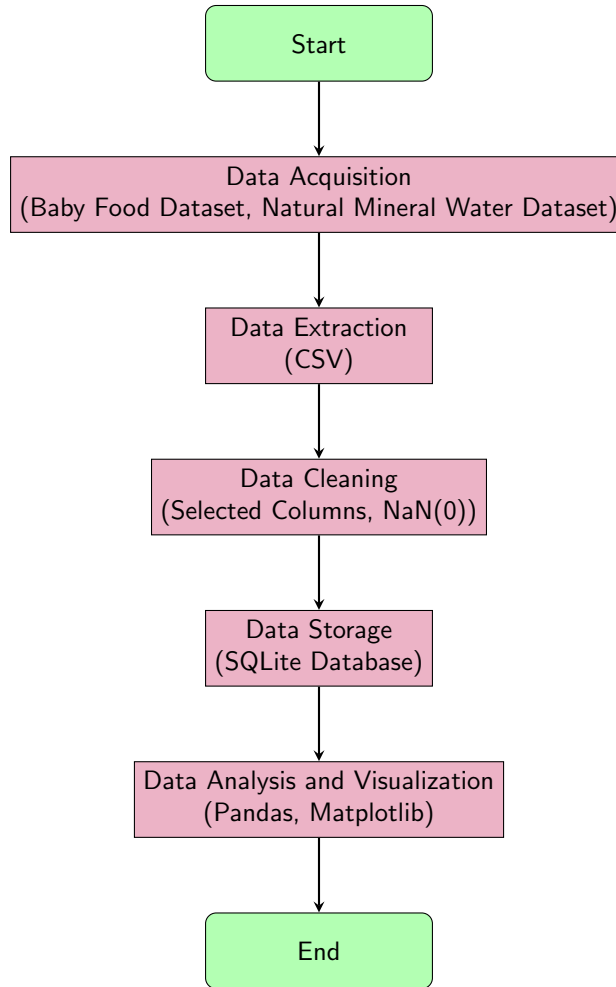 Start
Data Acquisition
(Baby Food Dataset, Natural Mineral Water Dataset)
Data Extraction
(CSV)
Data Cleaning
(Selected Columns, NaN(0))
Data Storage
(SQLite Database)
Data Analysis and Visualization
(Pandas, Matplotlib)
End